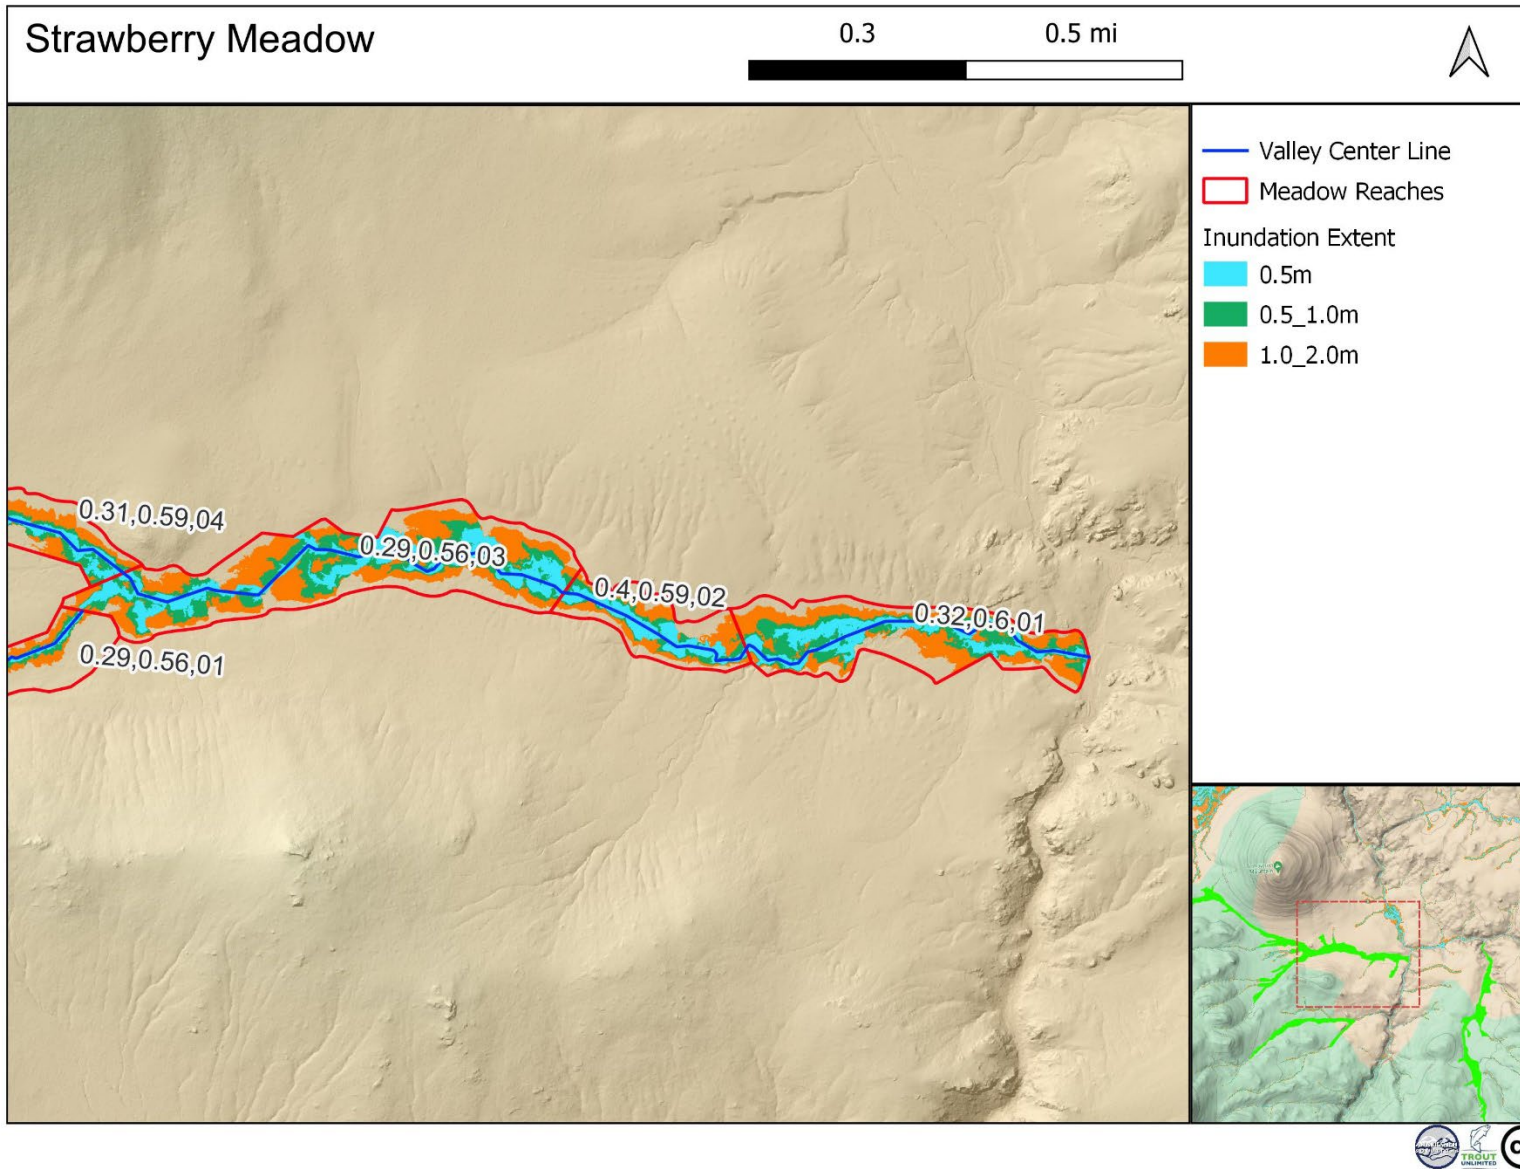 Strawberry Meadow
0.3 0.5 mi
Valley Center Line
Meadow Reaches
Inundation Extent
0.5m
0.5_1.0m
1.0_2.0m
0.31,0.59,04
0.29,0.56,03
0.4,0.59,02
0.32,0.6,01
0.29,0.56,01
TROUT
UNLIMITED